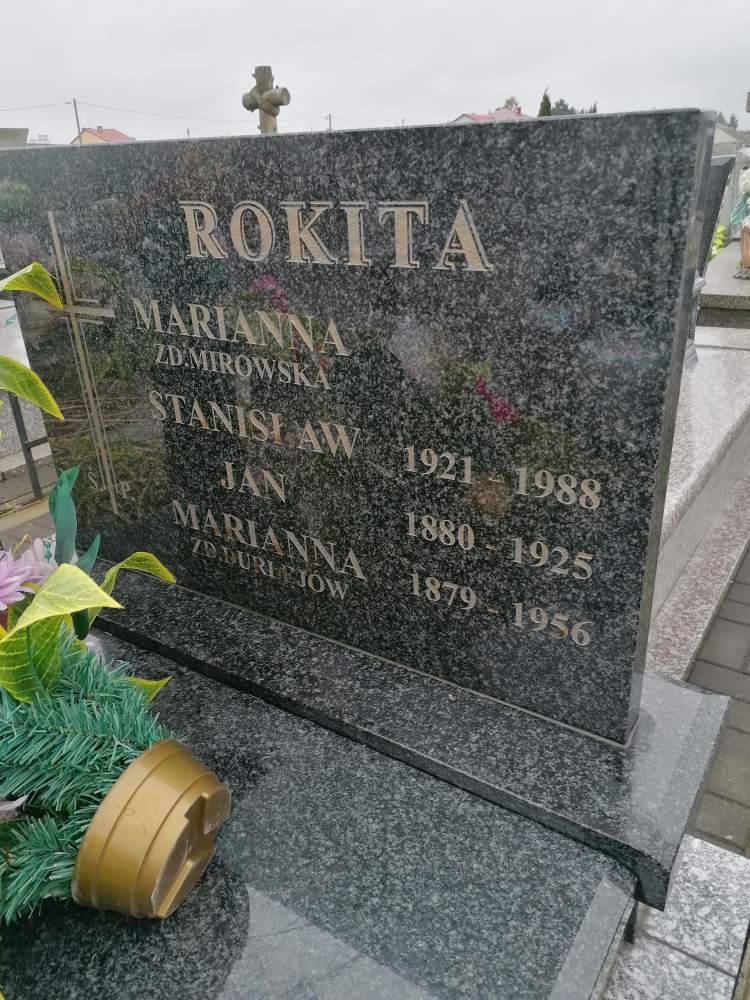 ROKITA
MARIANNA
ZD.MIROWSKA
STANISŁAW 1921 - 1988
JAN 1880 - 1925
MARIANNA 1879 - 1956
ZD.DURLEJÓW
Ś P